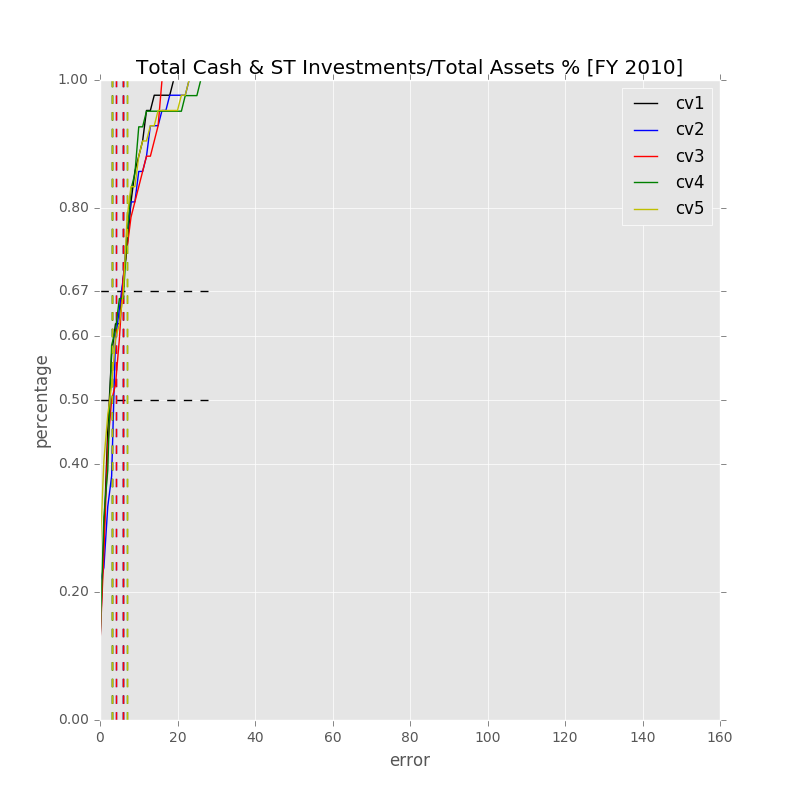 Total Cash & ST Investments/Total Assets % [FY 2010]
1.00
0.80
0.67
0.60
0.50
0.40
0.20
0.00
percentage
cv1
cv2
cv3
cv4
cv5
0 20 40 60 80 100 120 140 160
error